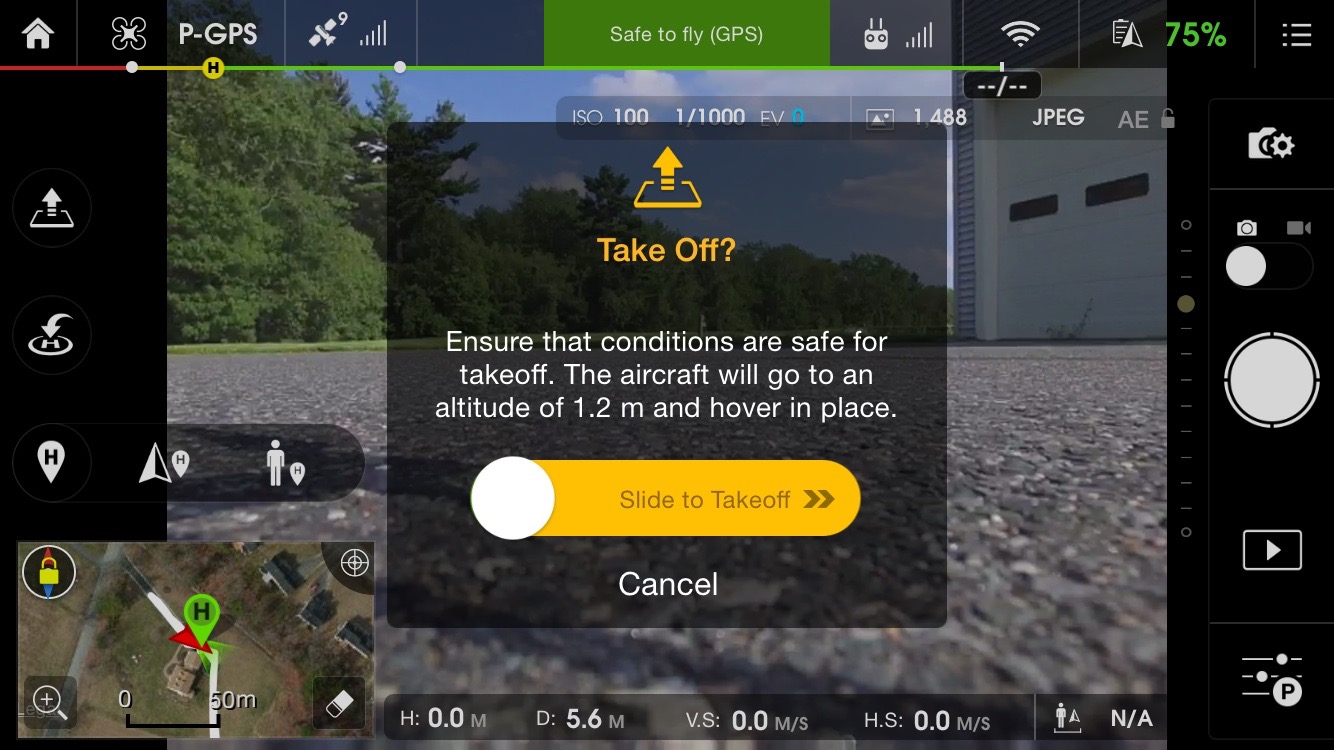 P-GPS
9
Safe to fly (GPS)
75%
H
--/--
ISO 100 1/1000 EV 0 1,488 JPEG AE
Take Off?
Ensure that conditions are safe for
takeoff. The aircraft will go to an
altitude of 1.2 m and hover in place.
H H H
Slide to Takeoff
Cancel
H
0 50m
H: 0.0 M D: 5.6 M V.S: 0.0 M/S H.S: 0.0 M/S N/A
P